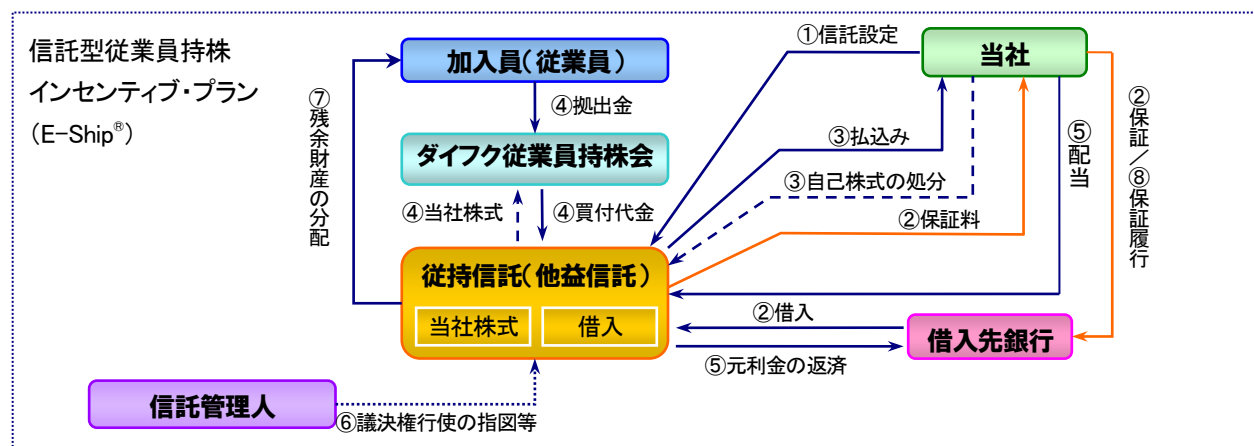 信託型従業員持株
インセンティブ・プラン
(E-Ship®)
加入員(従業員)
①信託設定
当社
④拠出金
⑦残余財産の分配
②保証/⑧保証履行
③払込み
⑤配当
ダイフク従業員持株会
③自己株式の処分
④当社株式
④買付代金
②保証料
従持信託(他益信託)
当社株式
借入
②借入
借入先銀行
⑤元利金の返済
信託管理人
⑥議決権行使の指図等